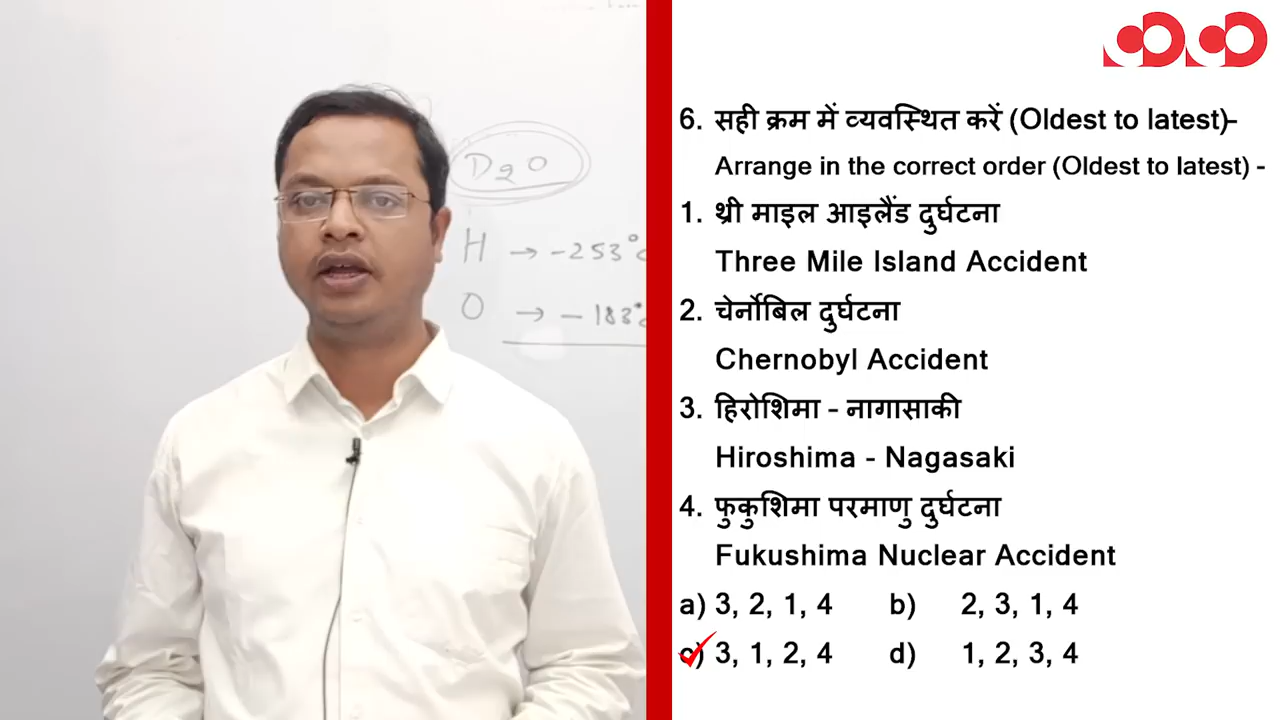 D2O
H → -253°C
O → - 183°C
6. सही क्रम में व्यवस्थित करें (Oldest to latest)-
Arrange in the correct order (Oldest to latest) -
1. थ्री माइल आइलैंड दुर्घटना
Three Mile Island Accident
2. चेर्नोबिल दुर्घटना
Chernobyl Accident
3. हिरोशिमा - नागासाकी
Hiroshima - Nagasaki
4. फुकुशिमा परमाणु दुर्घटना
Fukushima Nuclear Accident
a) 3, 2, 1, 4 b) 2, 3, 1, 4
c) 3, 1, 2, 4 d) 1, 2, 3, 4